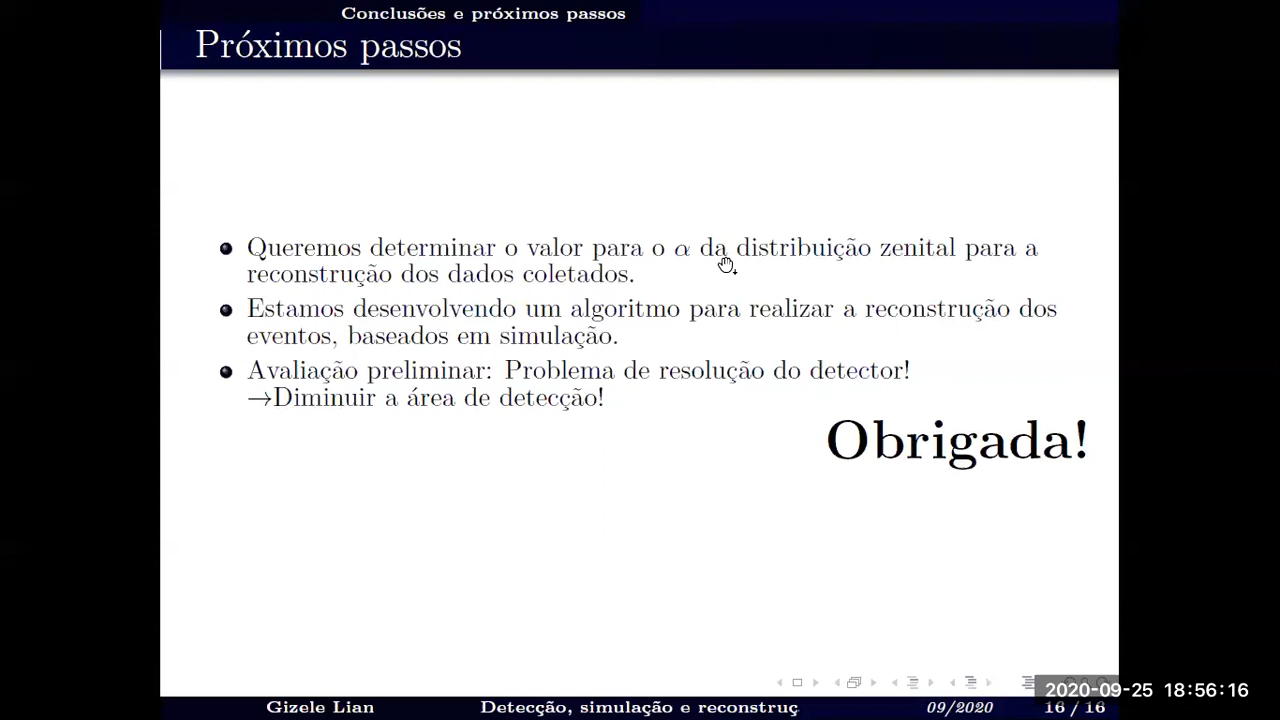 Conclusões e próximos passos
Próximos passos
Queremos determinar o valor para o α da distribuição zenital para a
reconstrução dos dados coletados.
Estamos desenvolvendo um algoritmo para realizar a reconstrução dos
eventos, baseados em simulação.
Avaliação preliminar: Problema de resolução do detector!
→Diminuir a área de detecção!
Obrigada!
2020-09-25 18:56:16
Gizele Lian Detecção, simulação e reconstruç 09/2020 16 / 16